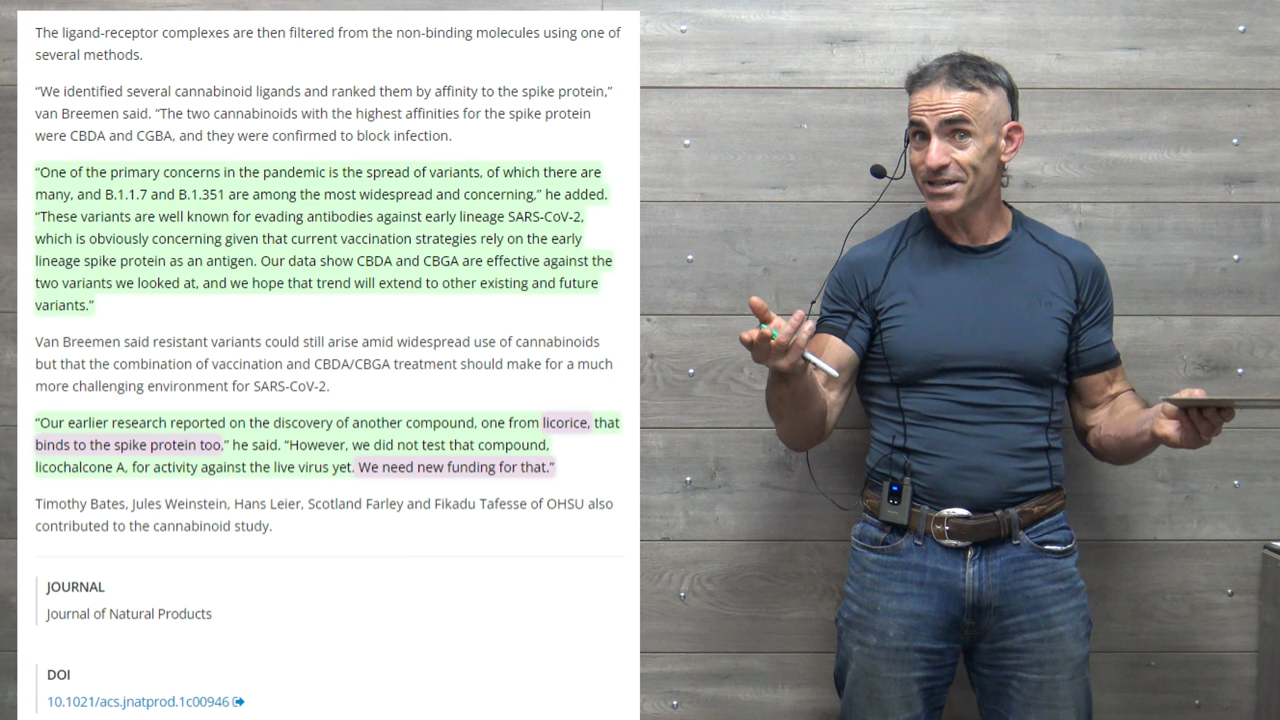 The ligand-receptor complexes are then filtered from the non-binding molecules using one of
several methods.
“We identified several cannabinoid ligands and ranked them by affinity to the spike protein,”
van Breemen said. “The two cannabinoids with the highest affinities for the spike protein
were CBDA and CGBA, and they were confirmed to block infection.
“One of the primary concerns in the pandemic is the spread of variants, of which there are
many, and B.1.1.7 and B.1.351 are among the most widespread and concerning,” he added.
“These variants are well known for evading antibodies against early lineage SARS-CoV-2,
which is obviously concerning given that current vaccination strategies rely on the early
lineage spike protein as an antigen. Our data show CBDA and CBGA are effective against the
two variants we looked at, and we hope that trend will extend to other existing and future
variants.”
Van Breemen said resistant variants could still arise amid widespread use of cannabinoids
but that the combination of vaccination and CBDA/CBGA treatment should make for a much
more challenging environment for SARS-CoV-2.
“Our earlier research reported on the discovery of another compound, one from licorice, that
binds to the spike protein too,” he said. “However, we did not test that compound,
licochalcone A, for activity against the live virus yet. We need new funding for that.”
Timothy Bates, Jules Weinstein, Hans Leier, Scotland Farley and Fikadu Tafesse of OHSU also
contributed to the cannabinoid study.
JOURNAL
Journal of Natural Products
DOI
10.1021/acs.jnatprod.1c00946